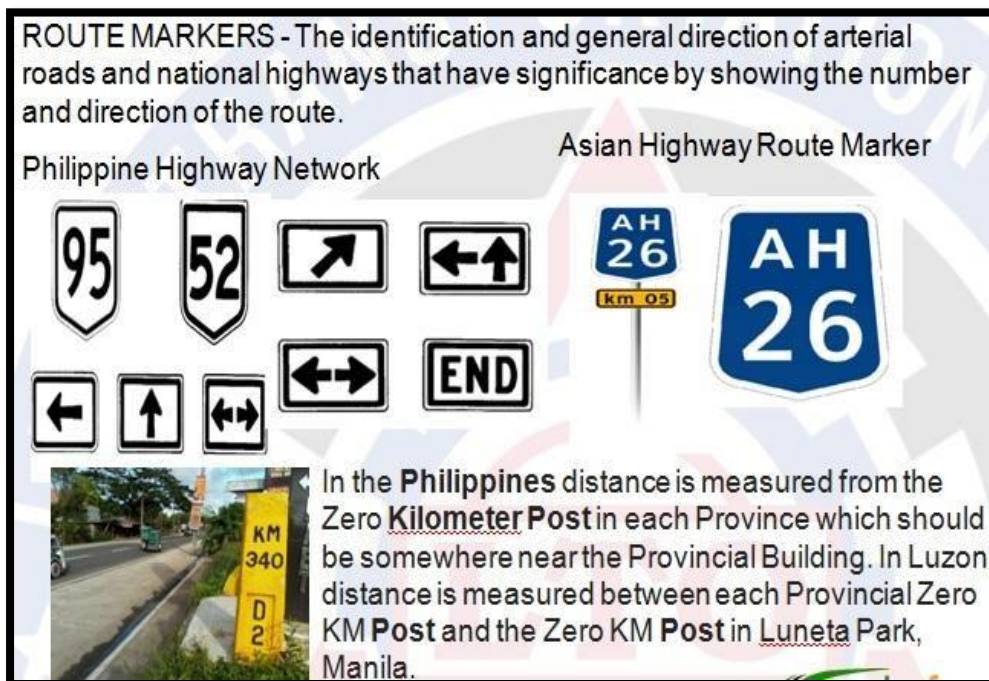 ROUTE MARKERS - The identification and general direction of arterial
roads and national highways that have significance by showing the number
and direction of the route.
Philippine Highway Network
Asian Highway Route Marker
95
52
AH
26
km 05
AH
26
END
KM
340
D
2
In the Philippines distance is measured from the
Zero Kilometer Post in each Province which should
be somewhere near the Provincial Building. In Luzon
distance is measured between each Provincial Zero
KM Post and the Zero KM Post in Luneta Park,
Manila.